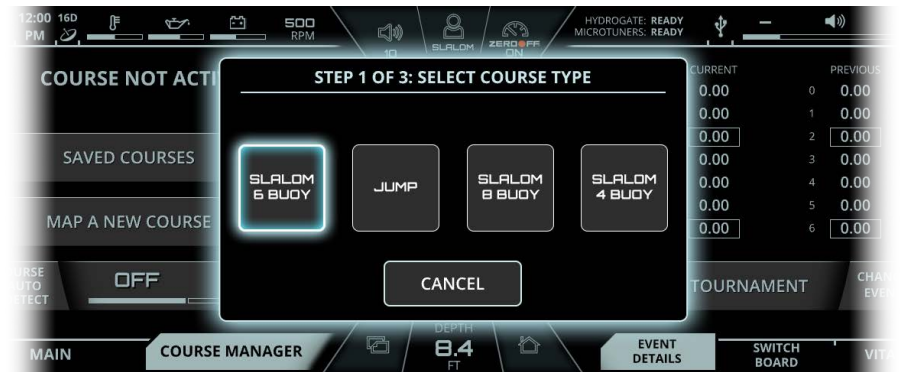 12:00 16D
PM
500
RPM
10
SLALOM
ZEROOFF
ON
HYDROGATE: READY
MICROTUNERS: READY
COURSE NOT ACTI
SAVED COURSES
MAP A NEW COURSE
OFF
STEP 1 OF 3: SELECT COURSE TYPE
SLALOM
6 BUOY
JUMP
SLALOM
8 BUOY
SLALOM
4 BUOY
CANCEL
CURRENT PREVIOUS
0.00 0 0.00
0.00 1 0.00
0.00 2 0.00
0.00 3 0.00
0.00 4 0.00
0.00 5 0.00
0.00 6 0.00
TOURNAMENT
CHAN
EVEN
MAIN
COURSE MANAGER
DEPTH
8.4
FT
EVENT
DETAILS
SWITCH
BOARD
VITA